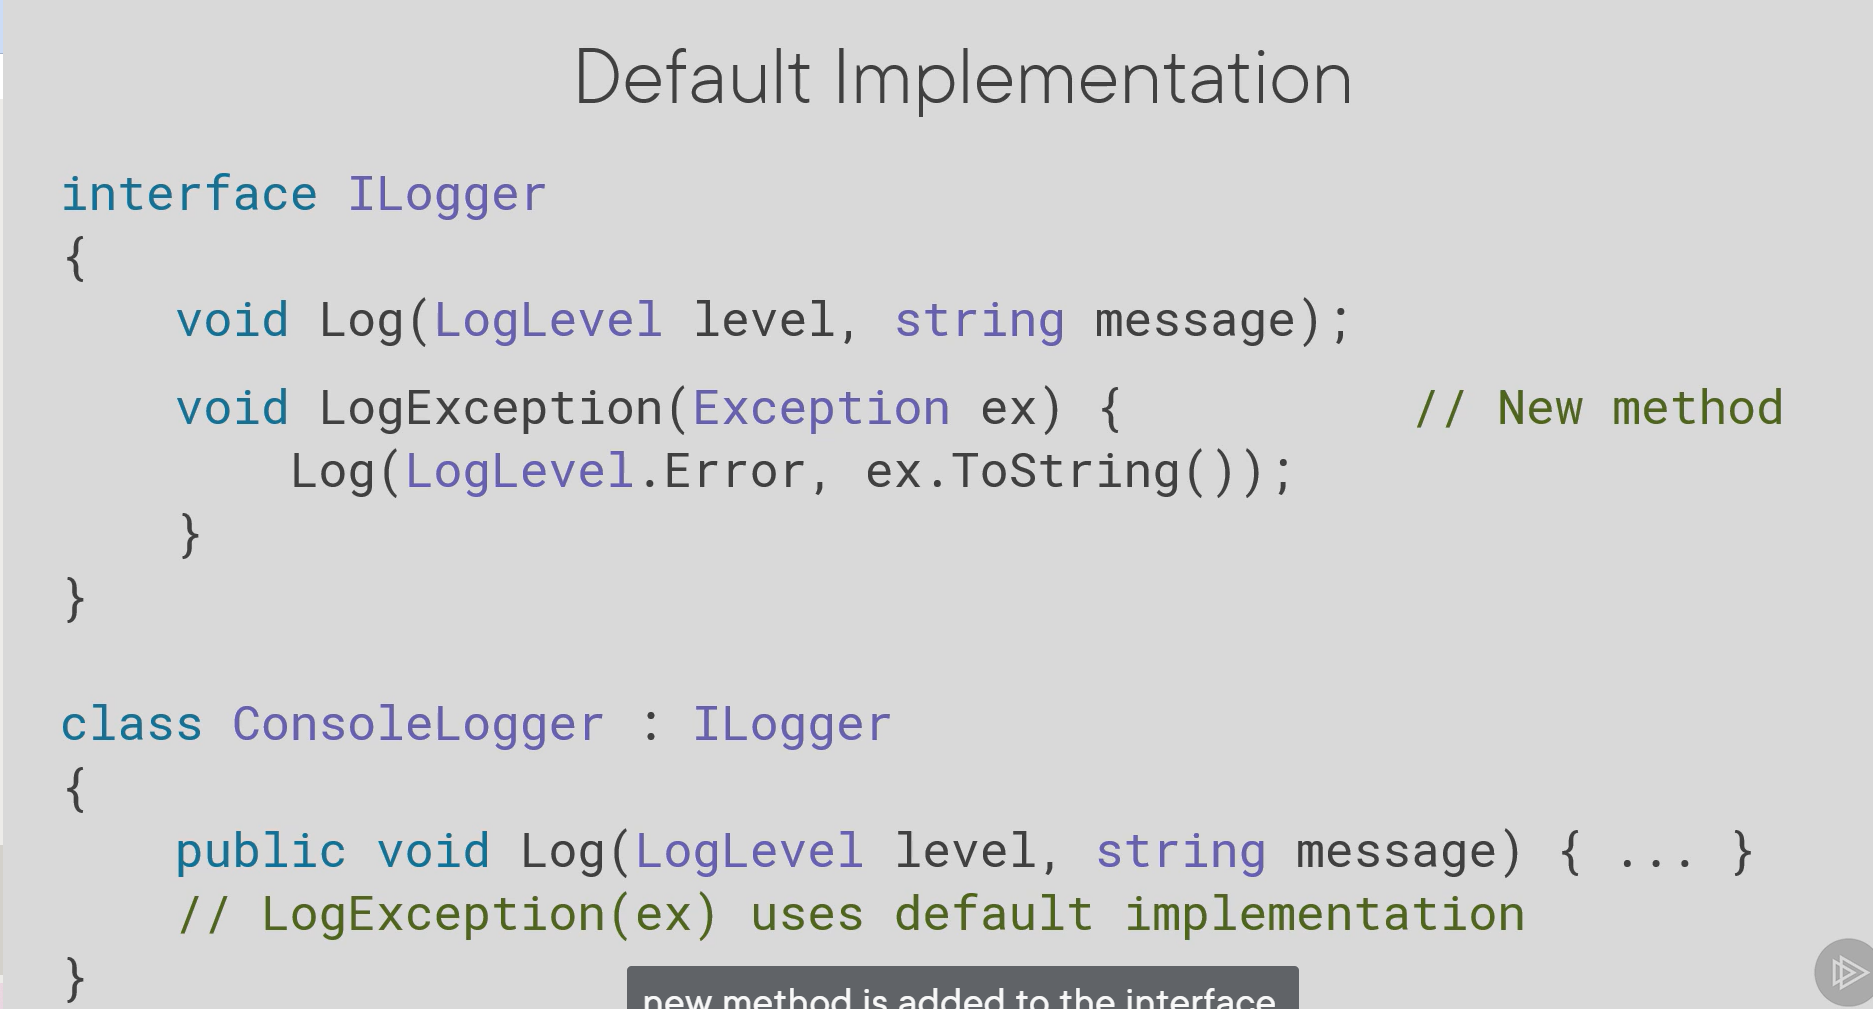 Default Implementation
interface ILogger
{
    void Log(LogLevel level, string message);
    void LogException(Exception ex) {          // New method
        Log(LogLevel.Error, ex.ToString());
    }
}
class ConsoleLogger : ILogger
{
    public void Log(LogLevel level, string message) { ... }
    // LogException(ex) uses default implementation
}
new method is added to the interface